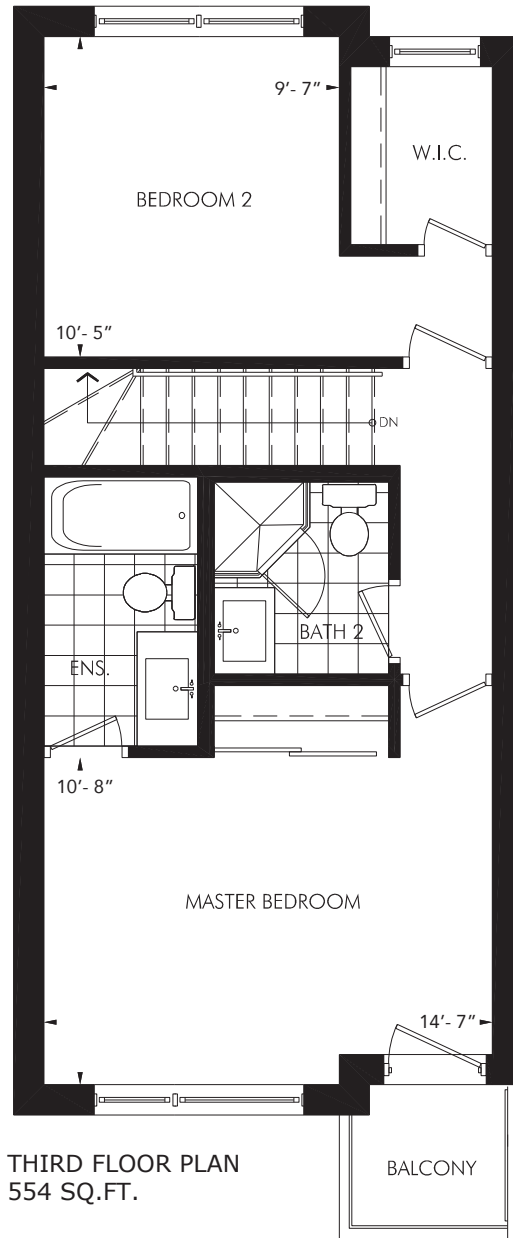 9'- 7"
W.I.C.
BEDROOM 2
10'- 5"
DN
BATH 2
ENS.
10'- 8"
MASTER BEDROOM
14'- 7"
THIRD FLOOR PLAN
554 SQ.FT.
BALCONY